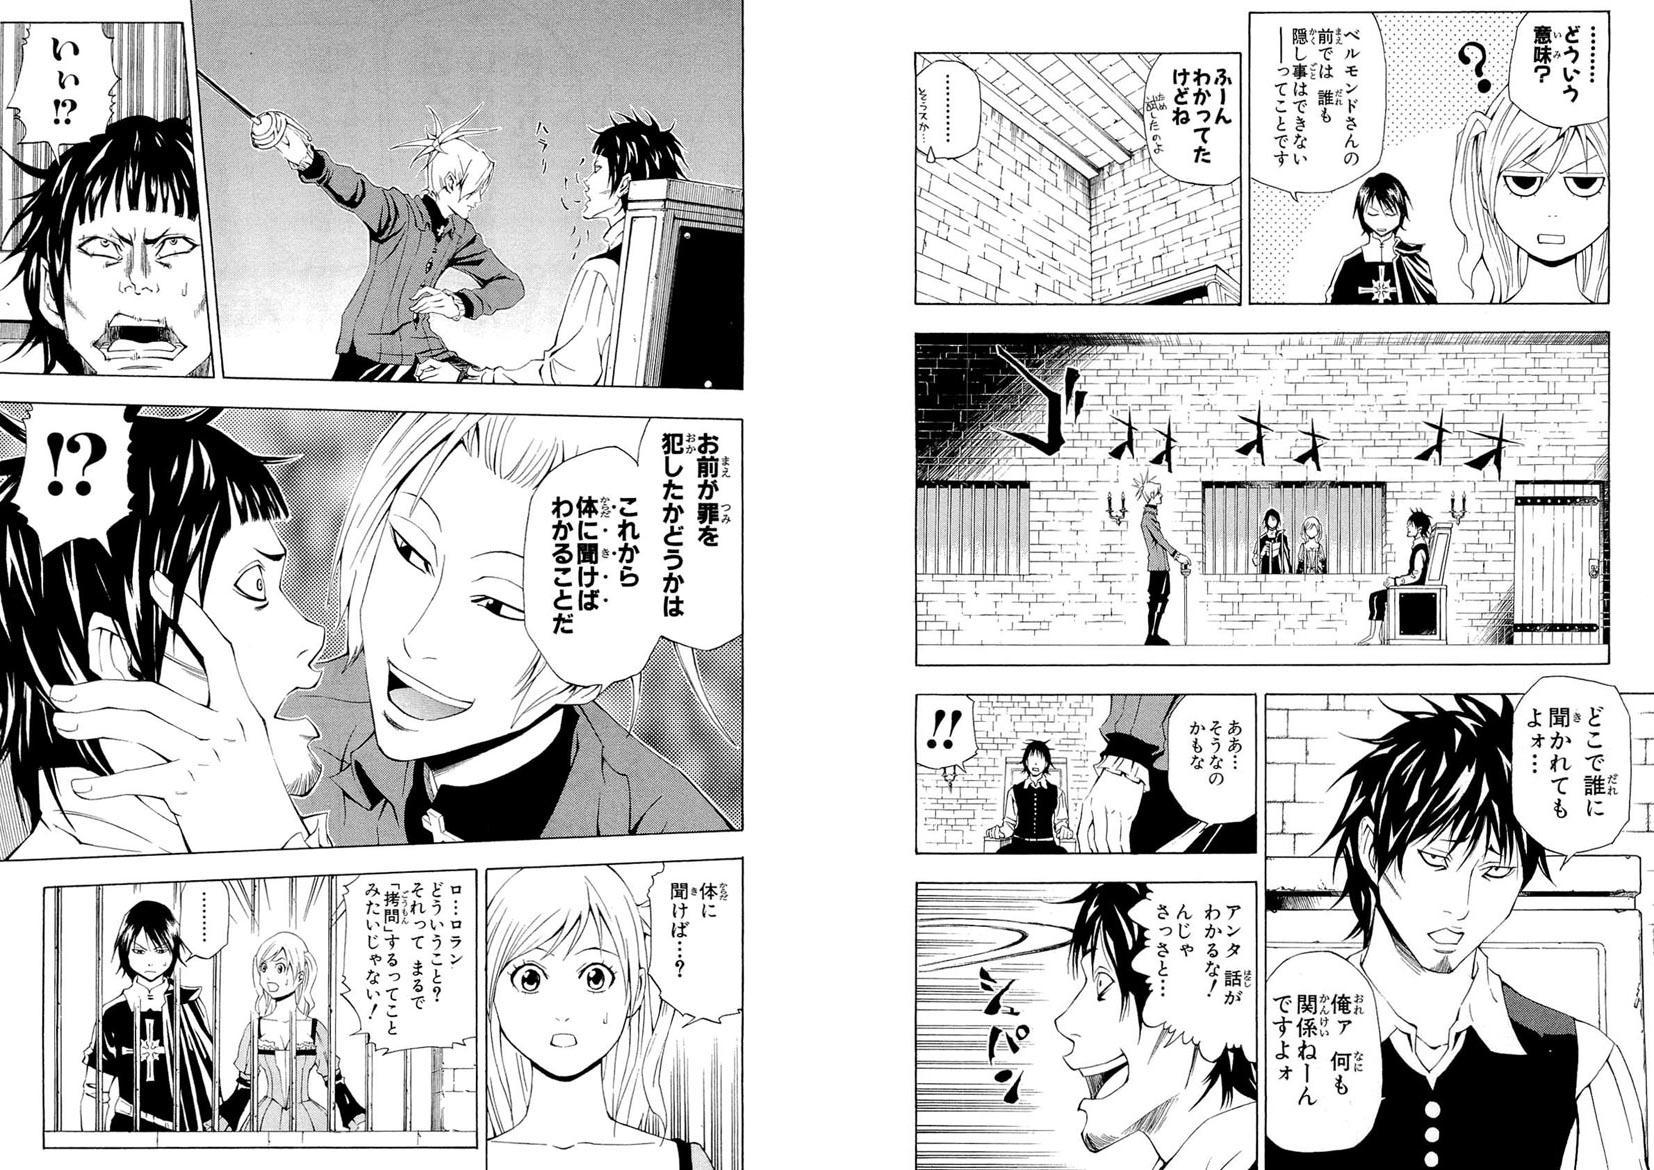 ………
どういう
意味?
?
ベルモンドさんの
前では 誰も
隠し事はできない
――ってことです
ふーん
わかってた
けどね
試したのよ
………
そうスか…
ザ
どこで誰に
聞かれても
よォ…
俺ァ 何も
関係ねーん
ですよォ
ああ…
そうなの
かもな
!!
アンタ 話が
わかるな!
んじゃ
さっさと…
シュパン
ハラリ
いい!?
お前が罪を
犯したかどうかは
これから
体に聞けば
わかることだ
!?
体に
聞けば…?
ロ…ロラン
どういうこと?
それって まるで
「拷問」するってこと
みたいじゃない!
………